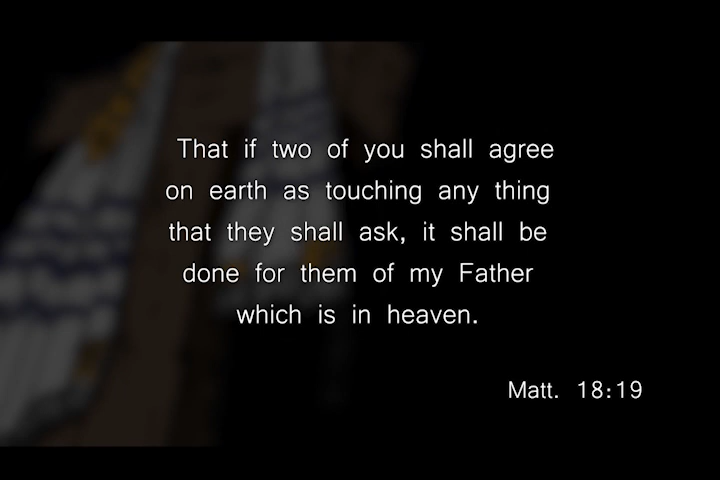 That if two of you shall agree
on earth as touching any thing
that they shall ask, it shall be
done for them of my Father
which is in heaven.
Matt. 18:19